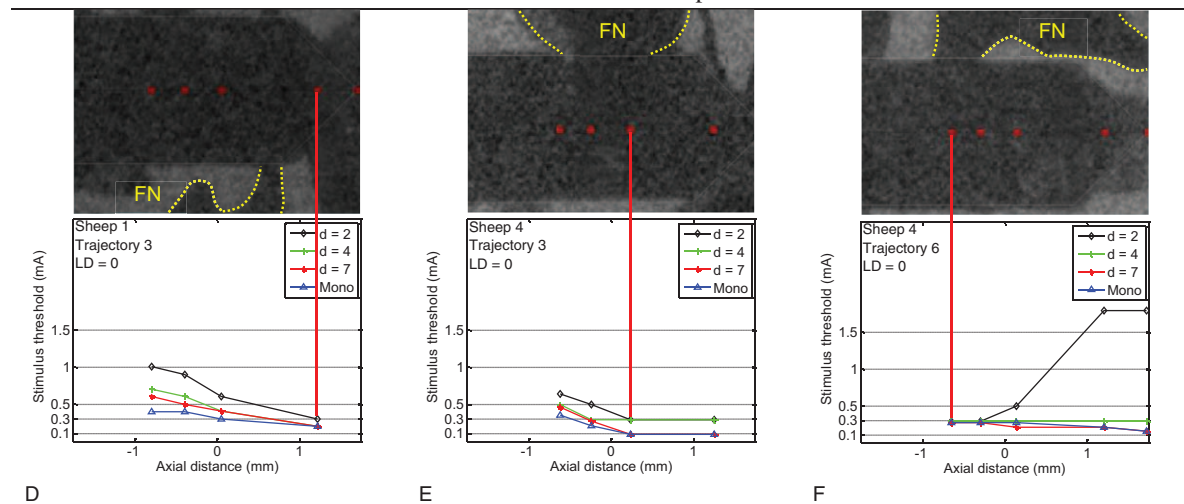 FN
FN
FN
Sheep 1
Trajectory 3
LD = 0
d = 2
d = 4
d = 7
Mono
Stimulus threshold (mA)
1.5
1
0.5
0.3
0.1
-1
0
1
Axial distance (mm)
Sheep 4
Trajectory 3
LD = 0
d = 2
d = 4
d = 7
Mono
Stimulus threshold (mA)
1.5
1
0.5
0.3
0.1
-1
0
1
Axial distance (mm)
Sheep 4
Trajectory 6
LD = 0
d = 2
d = 4
d = 7
Mono
Stimulus threshold (mA)
1.5
1
0.5
0.3
0.1
-1
0
1
Axial distance (mm)
D
E
F